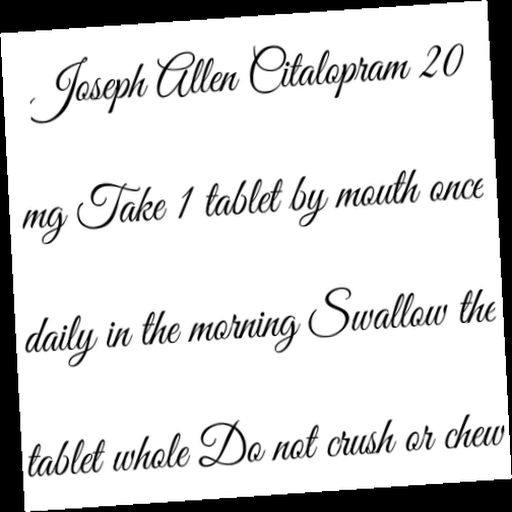 Joseph Allen Citalopram 20
mg Take 1 tablet by mouth once
daily in the morning Swallow the
tablet whole Do not crush or chew